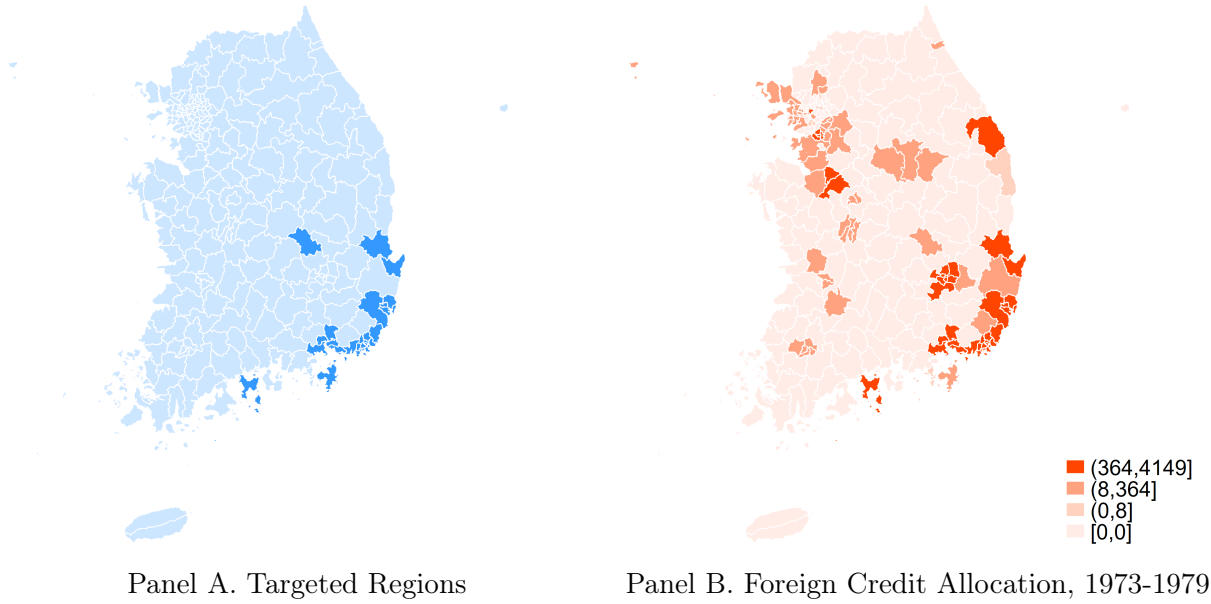 (364,4149]
(8,364]
(0,8]
[0,0]
Panel A. Targeted Regions
Panel B. Foreign Credit Allocation, 1973-1979